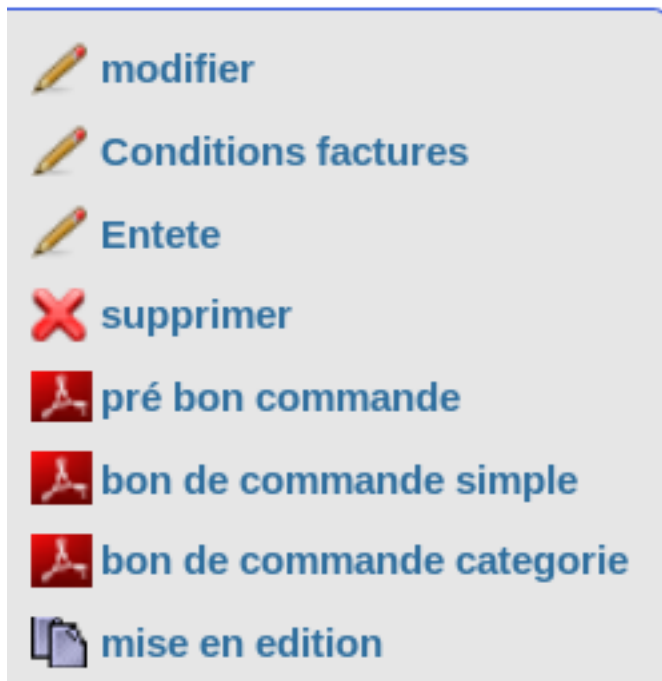 modifier
Conditions factures
Entete
supprimer
pré bon commande
bon de commande simple
bon de commande categorie
mise en edition